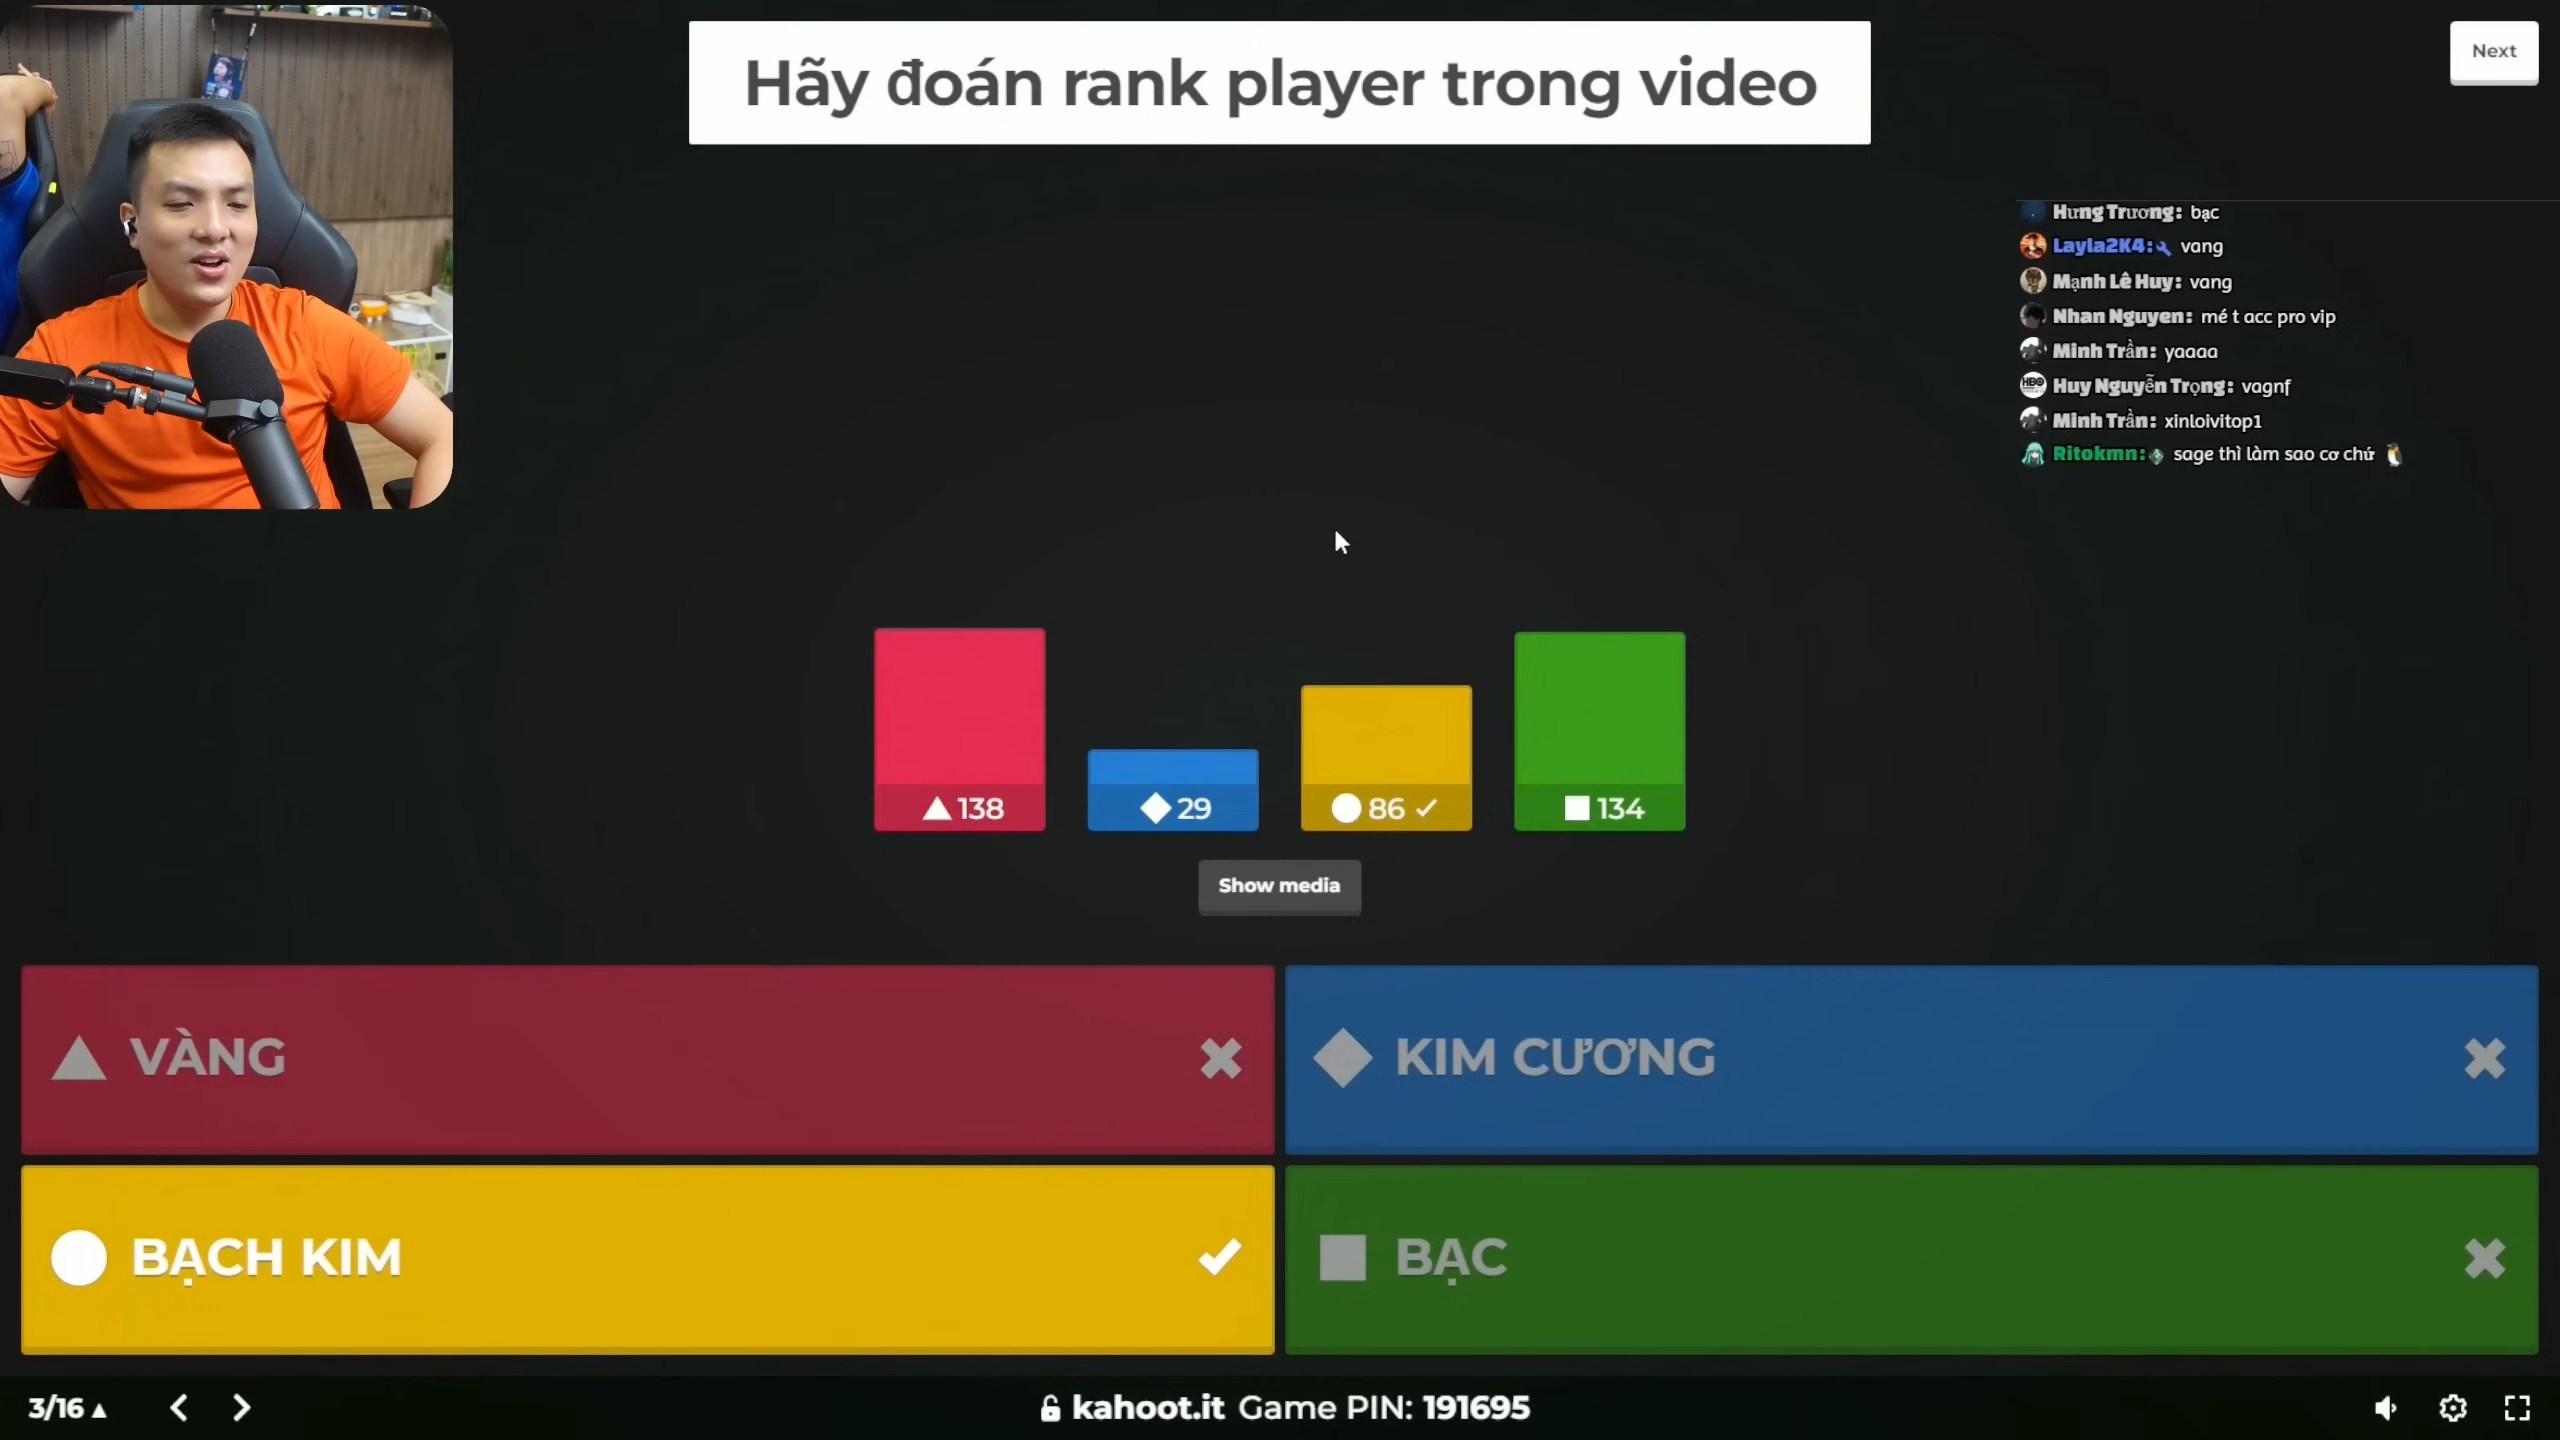 Hãy đoán rank player trong video
Next
Hưng Trương: bạc
Layla2K4: vang
Mạnh Lê Huy: vang
Nhan Nguyen: mé t acc pro vip
Minh Trần: yaaaa
HBO Huy Nguyễn Trọng: vagnf
Minh Trần: xinloivitop1
Ritokmn: sage thì làm sao cơ chứ
138
29
86
134
Show media
VÀNG
KIM CƯƠNG
BẠCH KIM
BẠC
3/16
kahoot.it Game PIN: 191695